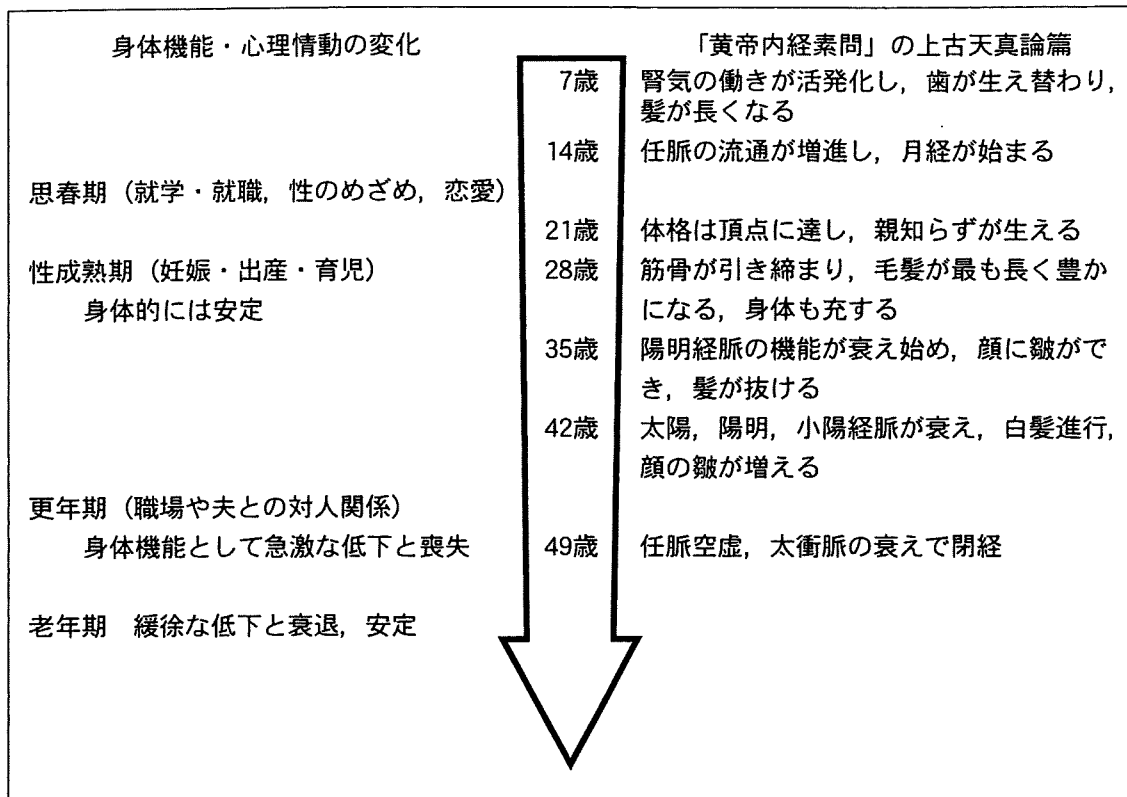 身体機能・心理情動の変化
「黄帝内経素問」の上古天真論篇
7歳 腎気の働きが活発化し，歯が生え替わり，
髪が長くなる
14歳 任脈の流通が増進し，月経が始まる
思春期（就学・就職，性のめざめ，恋愛）
21歳 体格は頂点に達し，親知らずが生える
性成熟期（妊娠・出産・育児）
28歳 筋骨が引き締まり，毛髪が最も長く豊か
身体的には安定
になる，身体も充する
35歳 陽明経脈の機能が衰え始め，顔に皺がで
き，髪が抜ける
42歳 太陽，陽明，小陽経脈が衰え，白髪進行，
顔の皺が増える
更年期（職場や夫との対人関係）
身体機能として急激な低下と喪失
49歳 任脈空虚，太衝脈の衰えで閉経
老年期 緩徐な低下と衰退，安定